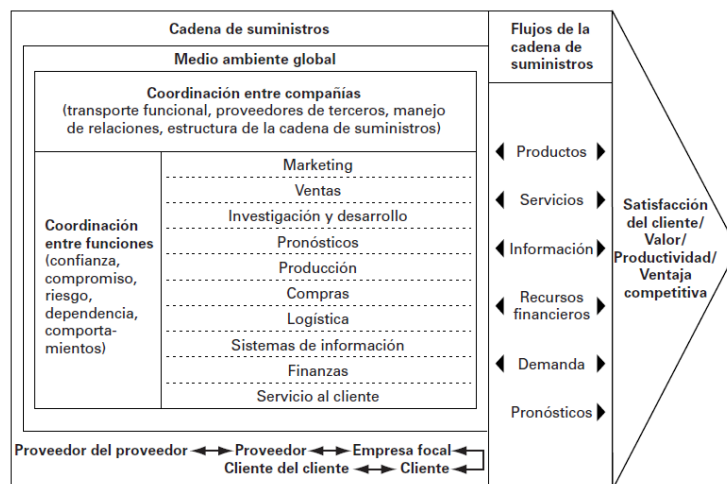 Cadena de suministros
Medio ambiente global
Coordinación entre compañías
(transporte funcional, proveedores de terceros, manejo
de relaciones, estructura de la cadena de suministros)
Coordinación
entre funciones
(confianza,
compromiso,
riesgo,
dependencia,
comporta-
mientos)
Marketing
Ventas
Investigación y desarrollo
Pronósticos
Producción
Compras
Logística
Sistemas de información
Finanzas
Servicio al cliente
Proveedor del proveedor Proveedor Empresa focal
Cliente del cliente Cliente
Flujos de la
cadena de
suministros
Productos
Servicios
Información
Recursos
financieros
Demanda
Pronósticos
Satisfacción
del cliente/
Valor/
Productividad/
Ventaja
competitiva